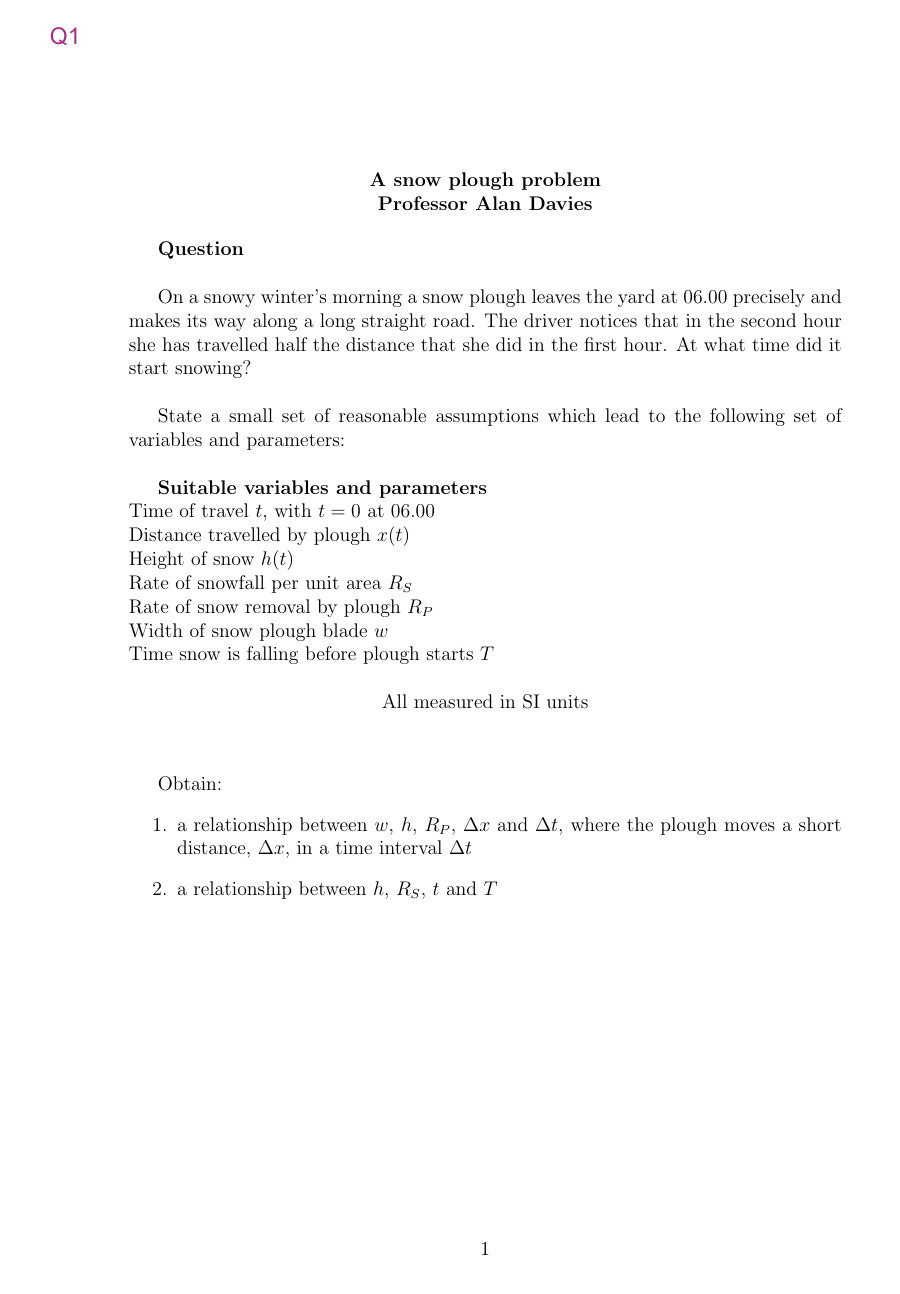 Q1
A snow plough problem
Professor Alan Davies
Question
On a snowy winter's morning a snow plough leaves the yard at 06.00 precisely and
makes its way along a long straight road. The driver notices that in the second hour
she has travelled half the distance that she did in the first hour. At what time did it
start snowing?
State a small set of reasonable assumptions which lead to the following set of
variables and parameters:
Suitable variables and parameters
Time of travel t, with t = 0 at 06.00
Distance travelled by plough x(t)
Height of snow h(t)
Rate of snowfall per unit area R_S
Rate of snow removal by plough R_P
Width of snow plough blade w
Time snow is falling before plough starts T
All measured in SI units
Obtain:
1. a relationship between w, h, R_P, Δx and Δt, where the plough moves a short
distance, Δx, in a time interval Δt
2. a relationship between h, R_S, t and T
1